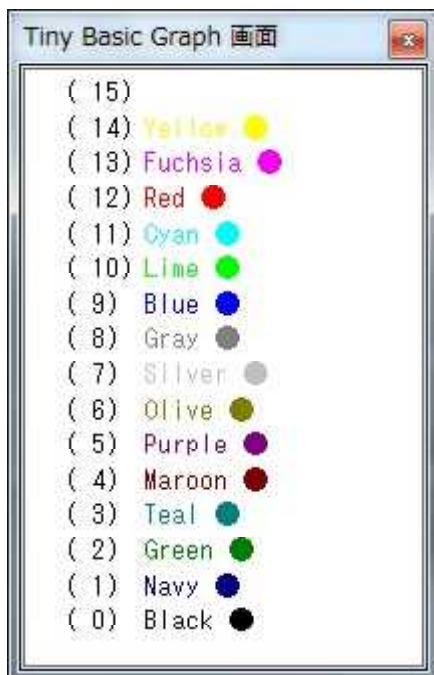 Tiny Basic Graph 画面
( 15)
( 14) Yellow
( 13) Fuchsia
( 12) Red
( 11) Cyan
( 10) Lime
( 9) Blue
( 8) Gray
( 7) Silver
( 6) Olive
( 5) Purple
( 4) Maroon
( 3) Teal
( 2) Green
( 1) Navy
( 0) Black